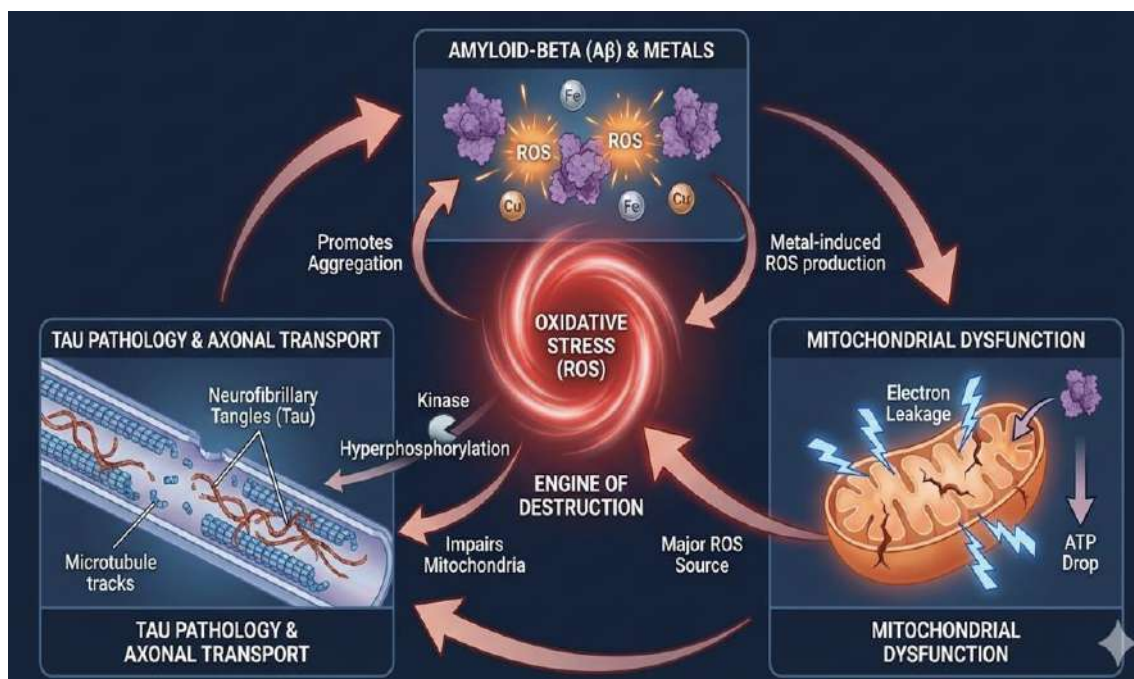 AMYLOID-BETA (Aβ) & METALS
Fe
ROS
ROS
Cu
Fe
Cu
Promotes
Aggregation
Metal-induced
ROS production
OXIDATIVE
STRESS
(ROS)
TAU PATHOLOGY & AXONAL TRANSPORT
Neurofibrillary
Tangles (Tau)
Microtubule
tracks
TAU PATHOLOGY &
AXONAL TRANSPORT
Kinase
Hyperphosphorylation
ENGINE OF
DESTRUCTION
Impairs
Mitochondria
Major ROS
Source
MITOCHONDRIAL DYSFUNCTION
Electron
Leakage
ATP
Drop
MITOCHONDRIAL
DYSFUNCTION